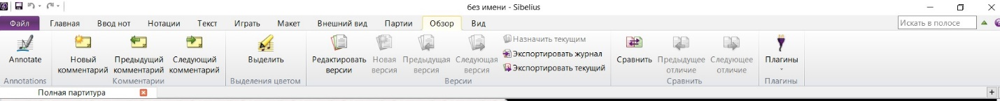 без имени - Sibelius
Файл Главная Ввод нот Нотации Текст Играть Макет Внешний вид Партии Обзор Вид Искать в полосе
Annotate
Новый комментарий
Предыдущий комментарий
Следующий комментарий
Выделить
Редактировать версии
Новая версия
Предыдущая версия
Следующая версия
Назначить текущим
Экспортировать журнал
Экспортировать текущий
Сравнить
Предыдущее отличие
Следующее отличие
Плагины
Annotations Комментарии Выделения цветом Версии Сравнить Плагины
Полная партитура